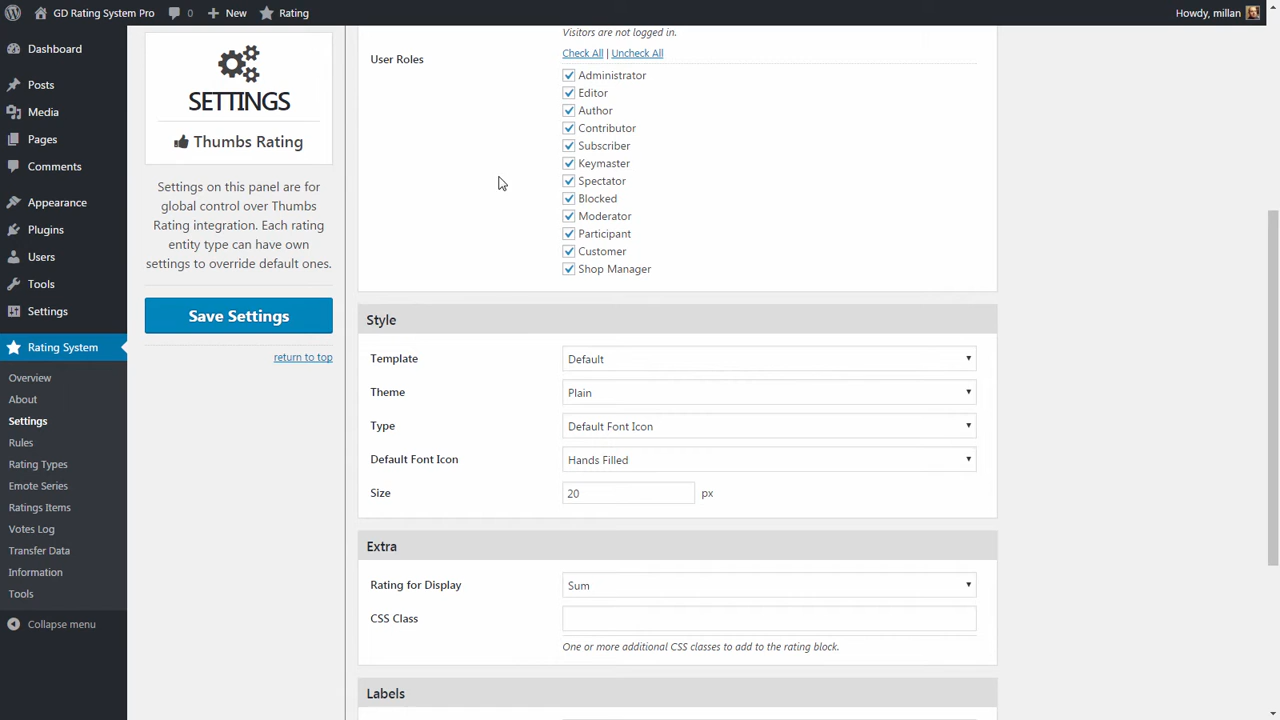 GD Rating System Pro 0 New Rating Howdy, millan
Dashboard
Posts
Media
Pages
Comments
Appearance
Plugins
Users
Tools
Settings
Rating System
Overview
About
Settings
Rules
Rating Types
Emote Series
Ratings Items
Votes Log
Transfer Data
Information
Tools
Collapse menu
SETTINGS
Thumbs Rating
Settings on this panel are for
global control over Thumbs
Rating integration. Each rating
entity type can have own
settings to override default ones.
Save Settings
return to top
Visitors are not logged in.
User Roles
Check All | Uncheck All
Administrator
Editor
Author
Contributor
Subscriber
Keymaster
Spectator
Blocked
Moderator
Participant
Customer
Shop Manager
Style
Template Default
Theme Plain
Type Default Font Icon
Default Font Icon Hands Filled
Size 20 px
Extra
Rating for Display Sum
CSS Class
One or more additional CSS classes to add to the rating block.
Labels